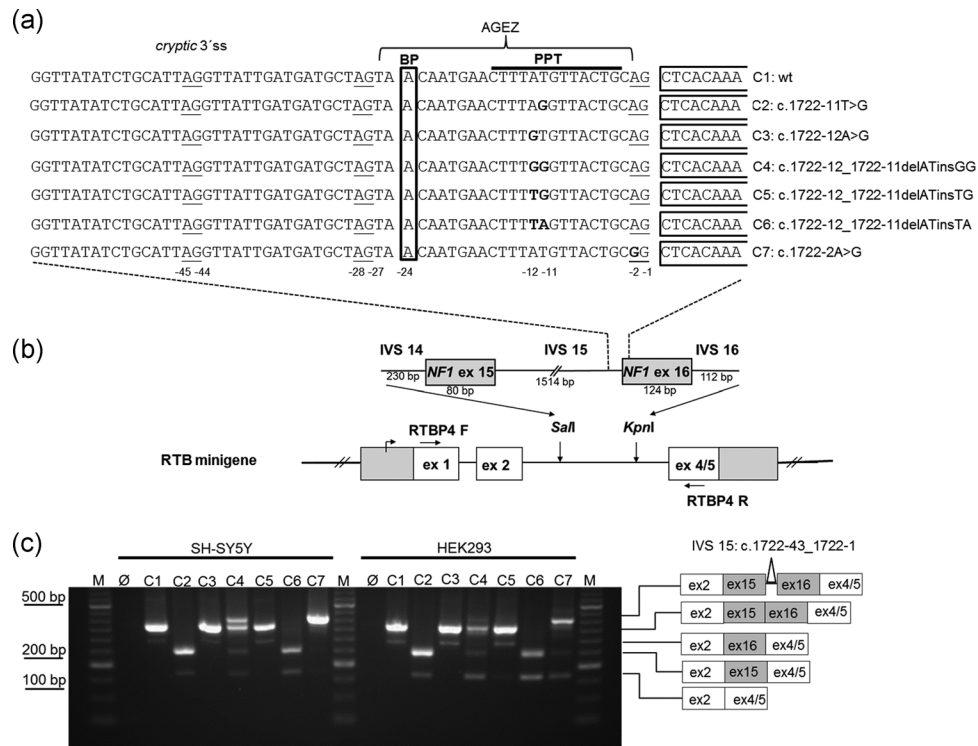 (a)
AGEZ
cryptic 3´ss
BP
PPT
GGTTATATCTGCATTAGGTTATTGATGATGCTAGTA A CAATGAACTTTATGTTACTGCAG CTCACAAA C1: wt
GGTTATATCTGCATTAGGTTATTGATGATGCTAGTA A CAATGAACTTTAGGTTACTGCAG CTCACAAA C2: c.1722-11T>G
GGTTATATCTGCATTAGGTTATTGATGATGCTAGTA A CAATGAACTTTGTGTTACTGCAG CTCACAAA C3: c.1722-12A>G
GGTTATATCTGCATTAGGTTATTGATGATGCTAGTA A CAATGAACTTTGGGTTACTGCAG CTCACAAA C4: c.1722-12_1722-11delATinsGG
GGTTATATCTGCATTAGGTTATTGATGATGCTAGTA A CAATGAACTTTTGGTTACTGCAG CTCACAAA C5: c.1722-12_1722-11delATinsTG
GGTTATATCTGCATTAGGTTATTGATGATGCTAGTA A CAATGAACTTTTAGTTACTGCAG CTCACAAA C6: c.1722-12_1722-11delATinsTA
GGTTATATCTGCATTAGGTTATTGATGATGCTAGTA A CAATGAACTTTATGTTACTGCGG CTCACAAA C7: c.1722-2A>G
-45 -44 -28 -27 -24 -12 -11 -2 -1
(b)
IVS 14 IVS 15 IVS 16
NF1 ex 15 NF1 ex 16
230 bp 80 bp 1514 bp 124 bp 112 bp
SalI KpnI
RTBP4 F
RTB minigene
ex 1 ex 2 ex 4/5
RTBP4 R
(c)
SH-SY5Y HEK293
M Ø C1 C2 C3 C4 C5 C6 C7 M Ø C1 C2 C3 C4 C5 C6 C7 M
500 bp
200 bp
100 bp
IVS 15: c.1722-43_1722-1
ex2 ex15 ex16 ex4/5
ex2 ex15 ex16 ex4/5
ex2 ex16 ex4/5
ex2 ex15 ex4/5
ex2 ex4/5